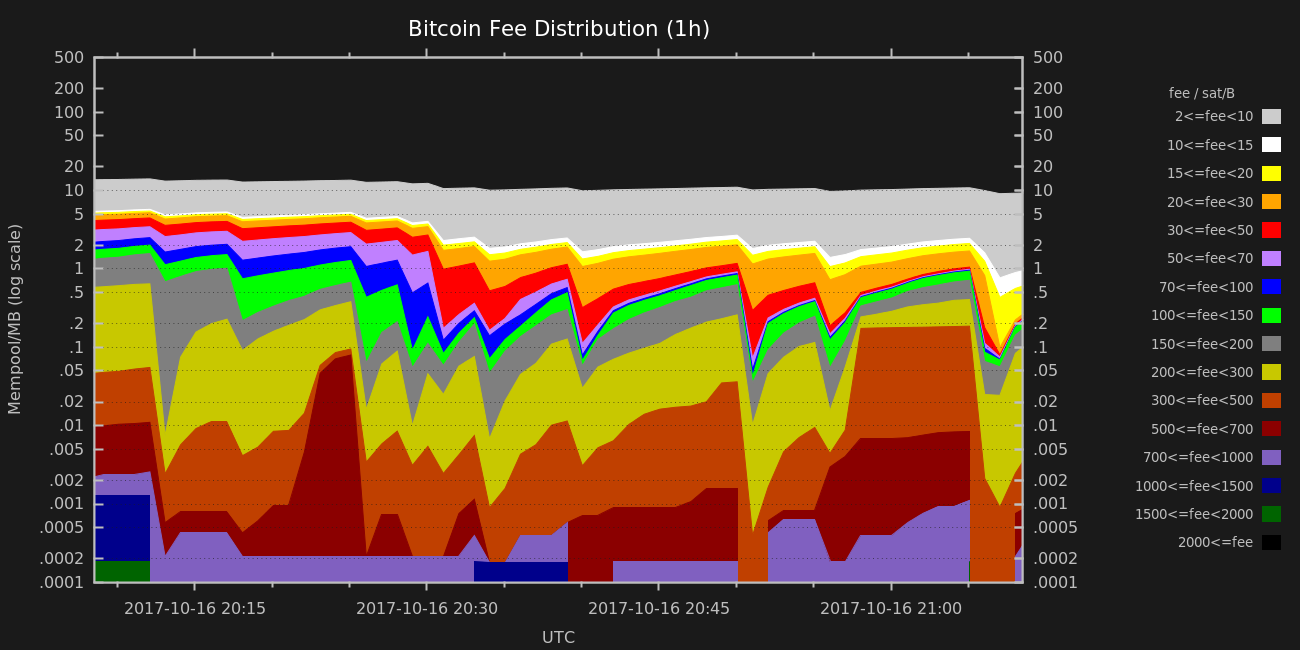 Bitcoin Fee Distribution (1h)
500 500
200 200
100 100
50 50
20 20
10 10
5 5
2 2
1 1
.5 .5
.2 .2
.1 .1
.05 .05
.02 .02
.01 .01
.005 .005
.002 .002
.001 .001
.0005 .0005
.0002 .0002
.0001 .0001
Mempool/MB (log scale)
2017-10-16 20:15 2017-10-16 20:30 2017-10-16 20:45 2017-10-16 21:00
UTC
fee / sat/B
2<=fee<10
10<=fee<15
15<=fee<20
20<=fee<30
30<=fee<50
50<=fee<70
70<=fee<100
100<=fee<150
150<=fee<200
200<=fee<300
300<=fee<500
500<=fee<700
700<=fee<1000
1000<=fee<1500
1500<=fee<2000
2000<=fee